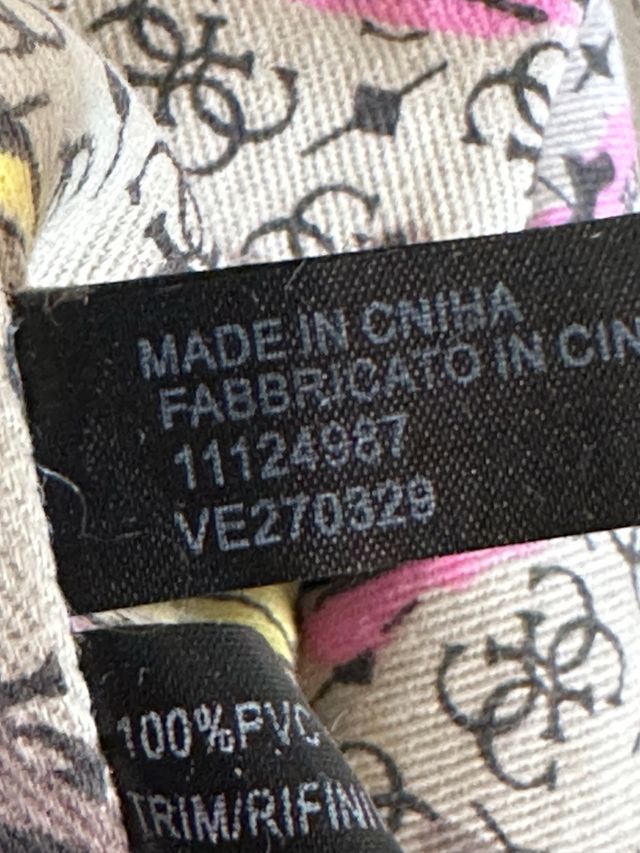 MADE IN CNIHA
FABBRICATO IN CIN
11124987
VE270329
100%PVC
TRIM/RIFINI